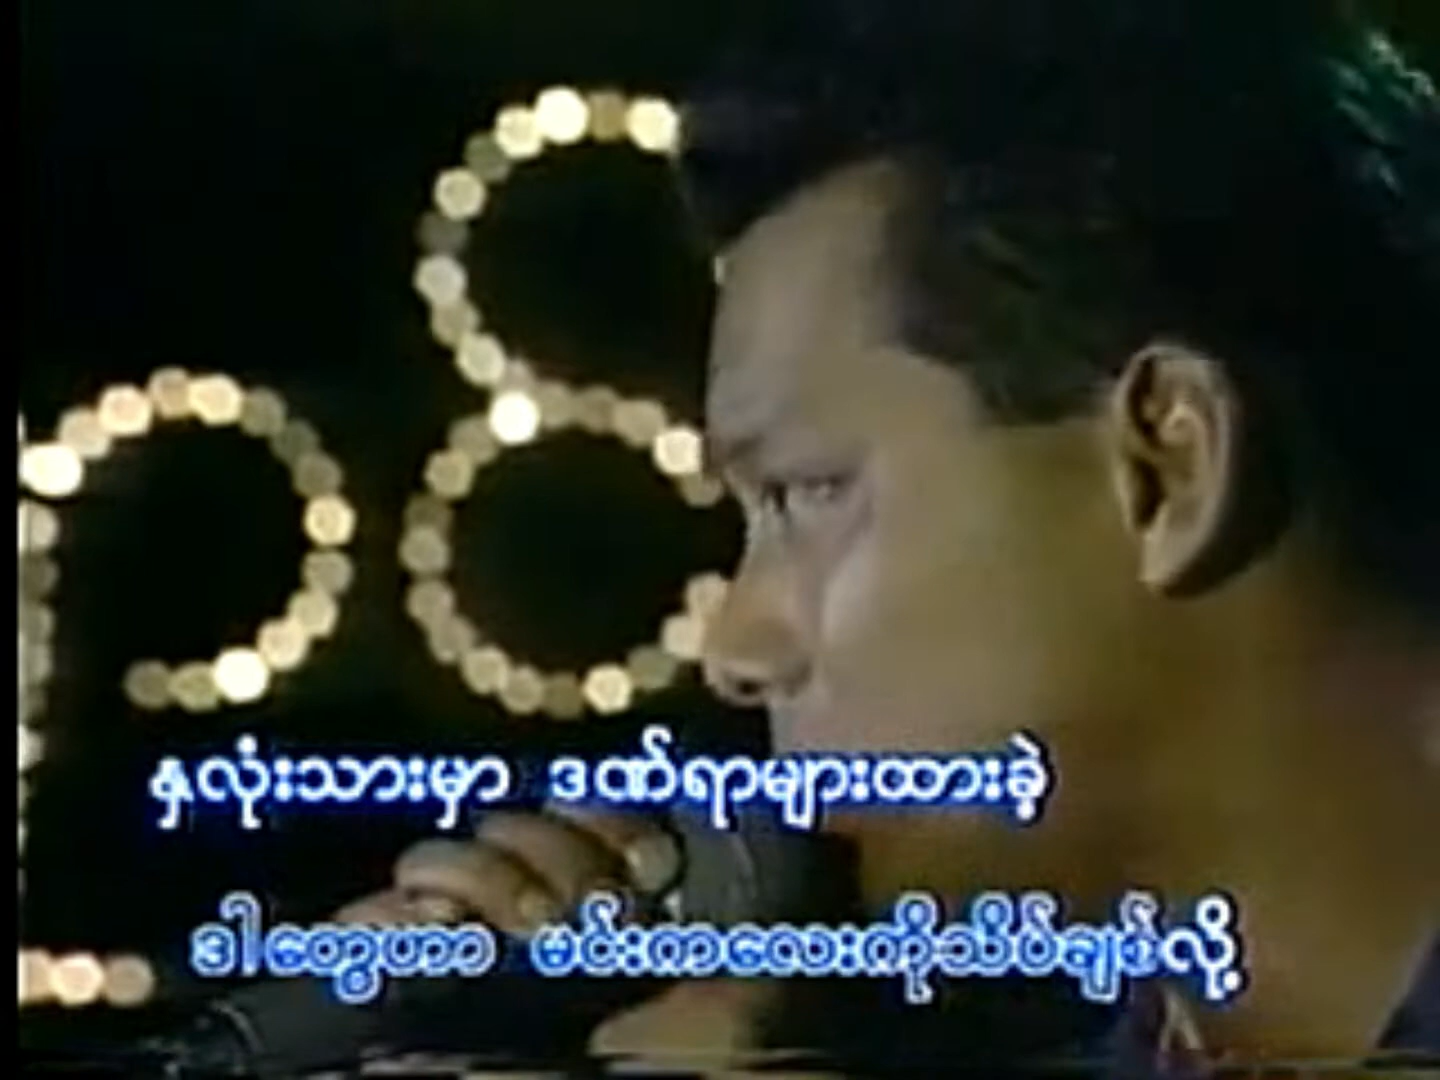 နှလုံးသားမှာ ဒဏ်ရာများထားခဲ့
ဒါတွေဟာ မင်းကလေးကိုသိပ်ချစ်လို့